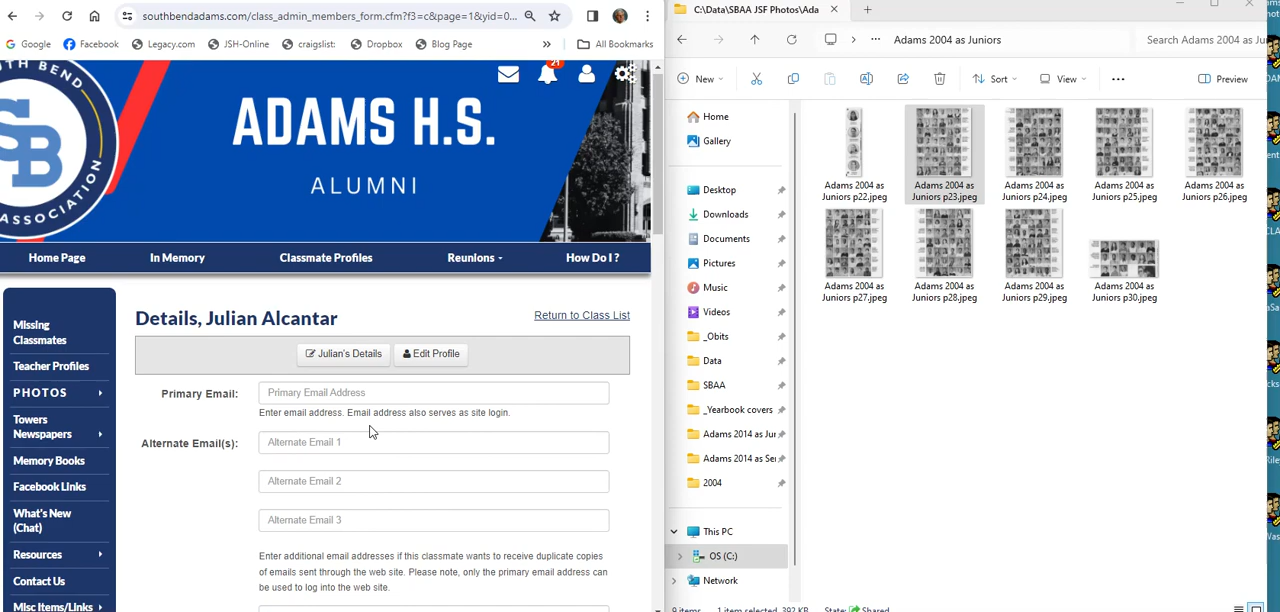 southbendadams.com/class_admin_members_form.cfm?f3=c&page=1&yid=0...
Google
Facebook
Legacy.com
JSH-Online
craigslist:
Dropbox
Blog Page
»
All Bookmarks
SOUTH BEND
SB
ASSOCIATION
ADAMS H.S.
ALUMNI
21
Home Page
In Memory
Classmate Profiles
Reunions
How Do I ?
Missing
Classmates
Teacher Profiles
PHOTOS
Towers
Newspapers
Memory Books
Facebook Links
What's New
(Chat)
Resources
Contact Us
Misc Items/Links
Details, Julian Alcantar
Return to Class List
Julian's Details
Edit Profile
Primary Email:
Primary Email Address
Enter email address. Email address also serves as site login.
Alternate Email(s):
Alternate Email 1
Alternate Email 2
Alternate Email 3
Enter additional email addresses if this classmate wants to receive duplicate copies
of emails sent through the web site. Please note, only the primary email address can
be used to log into the web site.
C:\Data\SBAA JSF Photos\Ada
Adams 2004 as Juniors
Search Adams 2004 as Ju
New
Sort
View
Preview
Home
Gallery
Desktop
Downloads
Documents
Pictures
Music
Videos
_Obits
Data
SBAA
_Yearbook covers
Adams 2014 as Ju
Adams 2014 as Se
2004
This PC
OS (C:)
Network
Adams 2004 as
Juniors p22.jpeg
Adams 2004 as
Juniors p23.jpeg
Adams 2004 as
Juniors p24.jpeg
Adams 2004 as
Juniors p25.jpeg
Adams 2004 as
Juniors p26.jpeg
Adams 2004 as
Juniors p27.jpeg
Adams 2004 as
Juniors p28.jpeg
Adams 2004 as
Juniors p29.jpeg
Adams 2004 as
Juniors p30.jpeg
9 items
1 item selected, 392 KB
State:
Shared